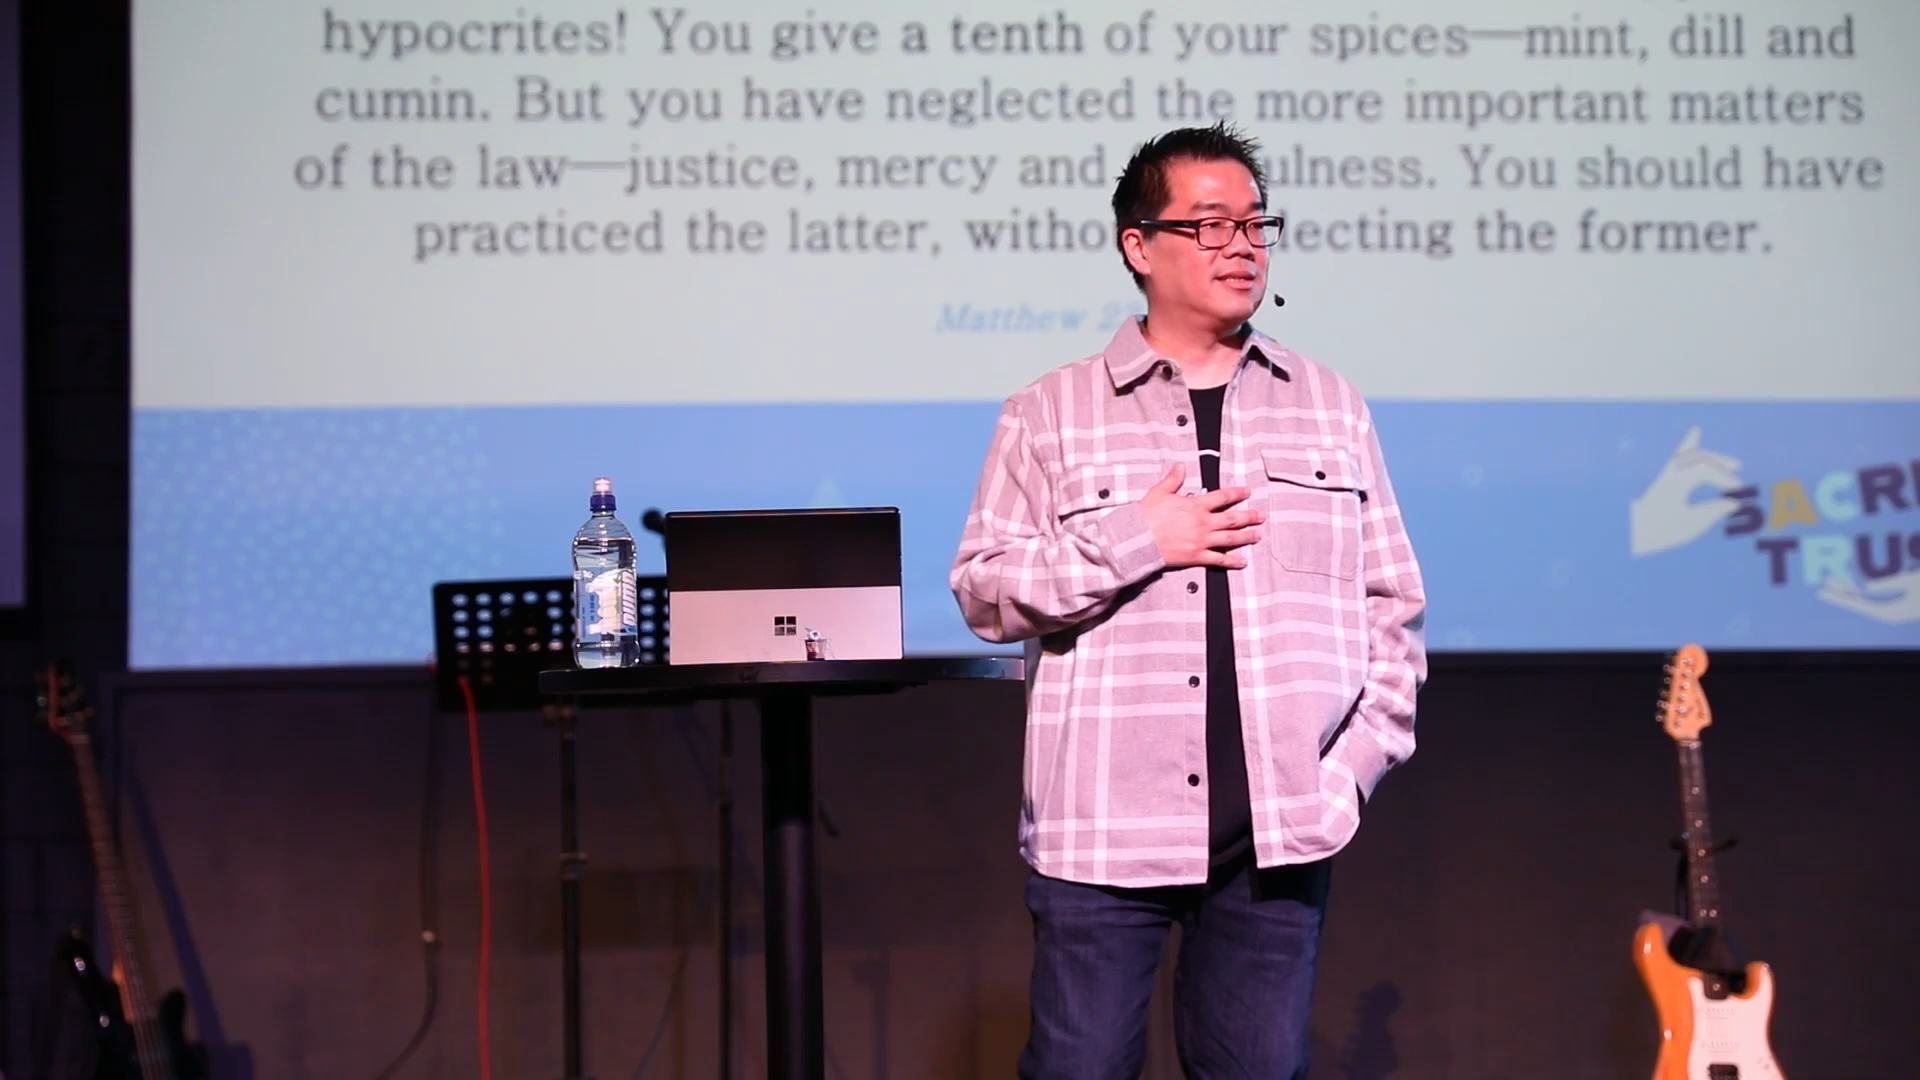 hypocrites! You give a tenth of your spices—mint, dill and
cumin. But you have neglected the more important matters
of the law—justice, mercy and ulness. You should have
practiced the latter, witho lecting the former.
Matthew 2
SACR
TRUS